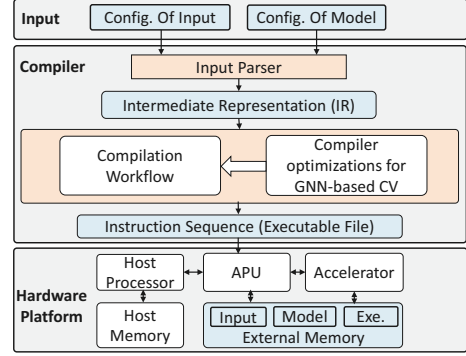 Input
Config. Of Input
Config. Of Model
Compiler
Input Parser
Intermediate Representation (IR)
Compilation
Workflow
Compiler
optimizations for
GNN-based CV
Instruction Sequence (Executable File)
Hardware
Platform
Host
Processor
APU
Accelerator
Host
Memory
Input
Model
Exe.
External Memory